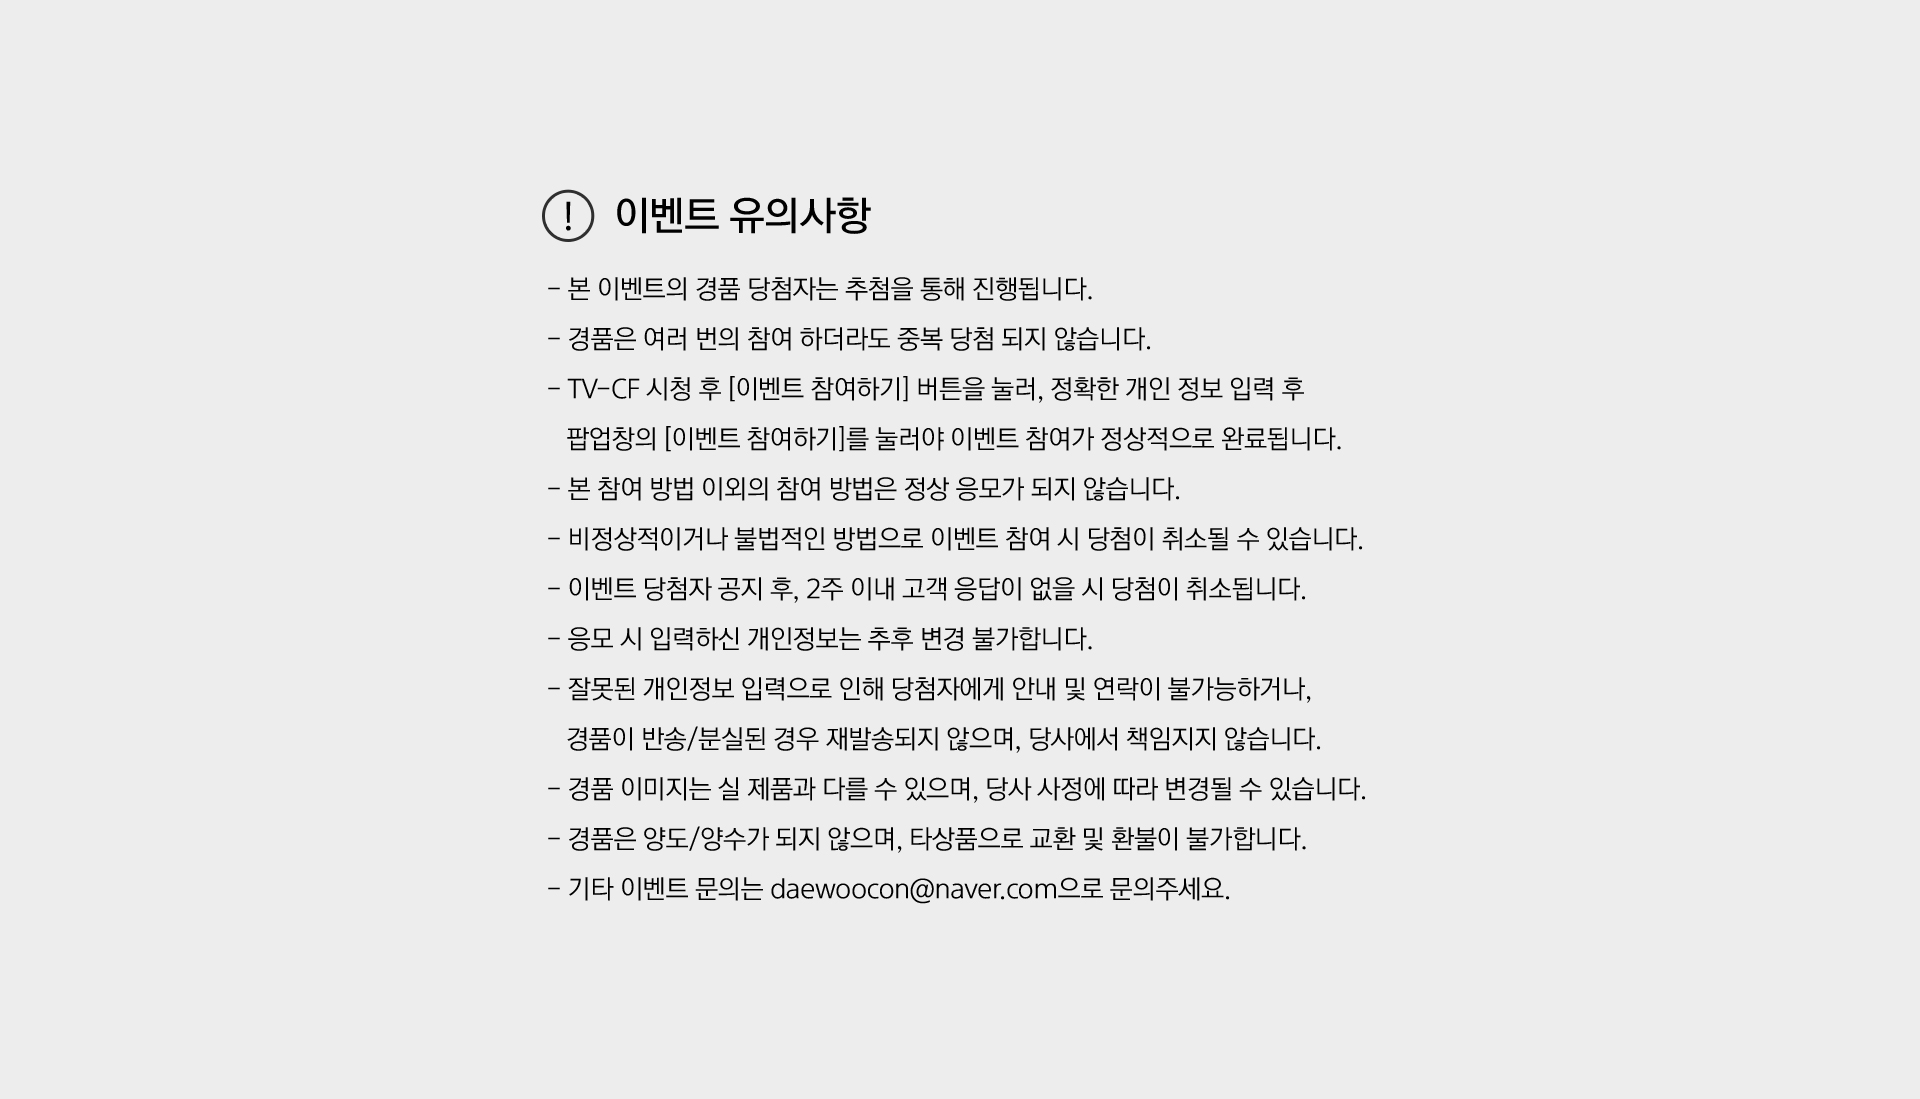 ! 이벤트 유의사항
- 본 이벤트의 경품 당첨자는 추첨을 통해 진행됩니다.
- 경품은 여러 번의 참여 하더라도 중복 당첨 되지 않습니다.
- TV-CF 시청 후 [이벤트 참여하기] 버튼을 눌러, 정확한 개인 정보 입력 후
팝업창의 [이벤트 참여하기]를 눌러야 이벤트 참여가 정상적으로 완료됩니다.
- 본 참여 방법 이외의 참여 방법은 정상 응모가 되지 않습니다.
- 비정상적이거나 불법적인 방법으로 이벤트 참여 시 당첨이 취소될 수 있습니다.
- 이벤트 당첨자 공지 후, 2주 이내 고객 응답이 없을 시 당첨이 취소됩니다.
- 응모 시 입력하신 개인정보는 추후 변경 불가합니다.
- 잘못된 개인정보 입력으로 인해 당첨자에게 안내 및 연락이 불가능하거나,
경품이 반송/분실된 경우 재발송되지 않으며, 당사에서 책임지지 않습니다.
- 경품 이미지는 실 제품과 다를 수 있으며, 당사 사정에 따라 변경될 수 있습니다.
- 경품은 양도/양수가 되지 않으며, 타상품으로 교환 및 환불이 불가합니다.
- 기타 이벤트 문의는 daewoocon@naver.com으로 문의주세요.